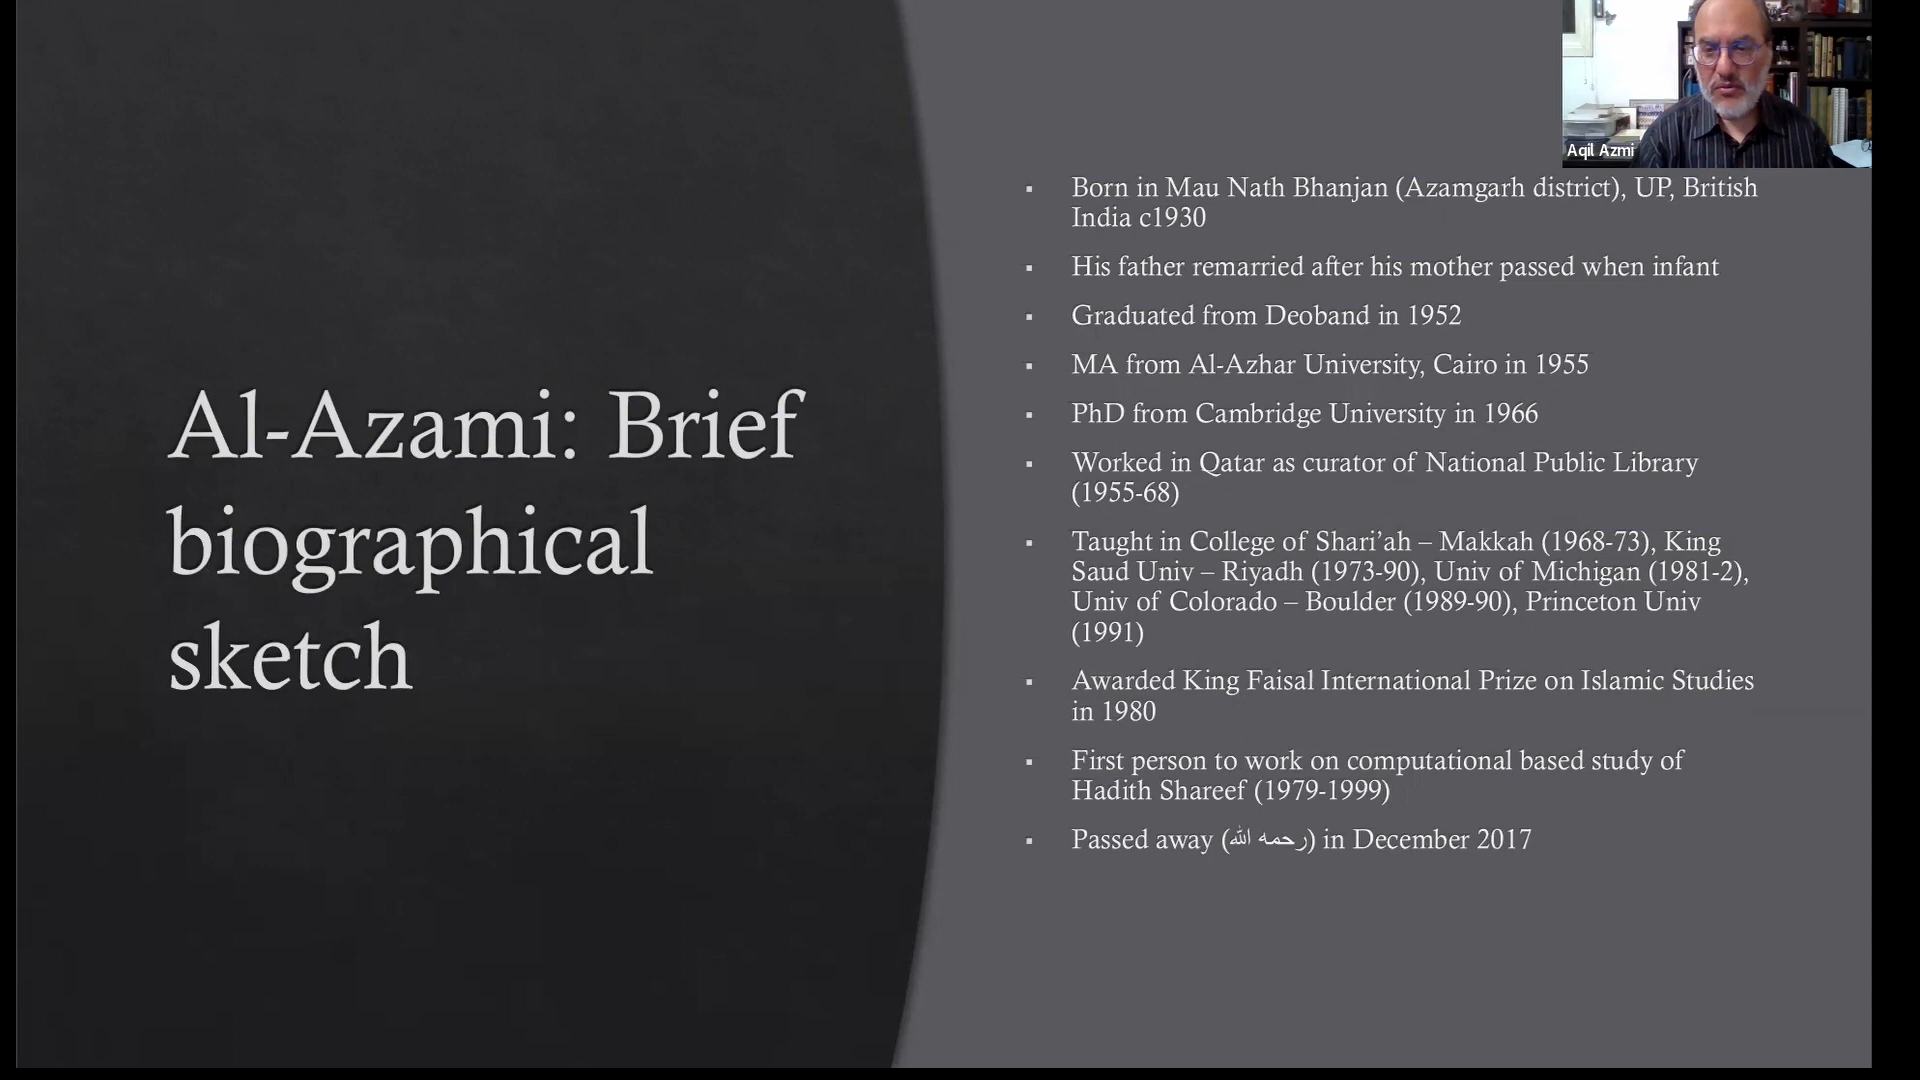 Al-Azami: Brief
biographical
sketch
Aqil Azmi
▪ Born in Mau Nath Bhanjan (Azamgarh district), UP, British
India c1930
▪ His father remarried after his mother passed when infant
▪ Graduated from Deoband in 1952
▪ MA from Al-Azhar University, Cairo in 1955
▪ PhD from Cambridge University in 1966
▪ Worked in Qatar as curator of National Public Library
(1955-68)
▪ Taught in College of Shari’ah – Makkah (1968-73), King
Saud Univ – Riyadh (1973-90), Univ of Michigan (1981-2),
Univ of Colorado – Boulder (1989-90), Princeton Univ
(1991)
▪ Awarded King Faisal International Prize on Islamic Studies
in 1980
▪ First person to work on computational based study of
Hadith Shareef (1979-1999)
▪ Passed away (رحمه الله) in December 2017